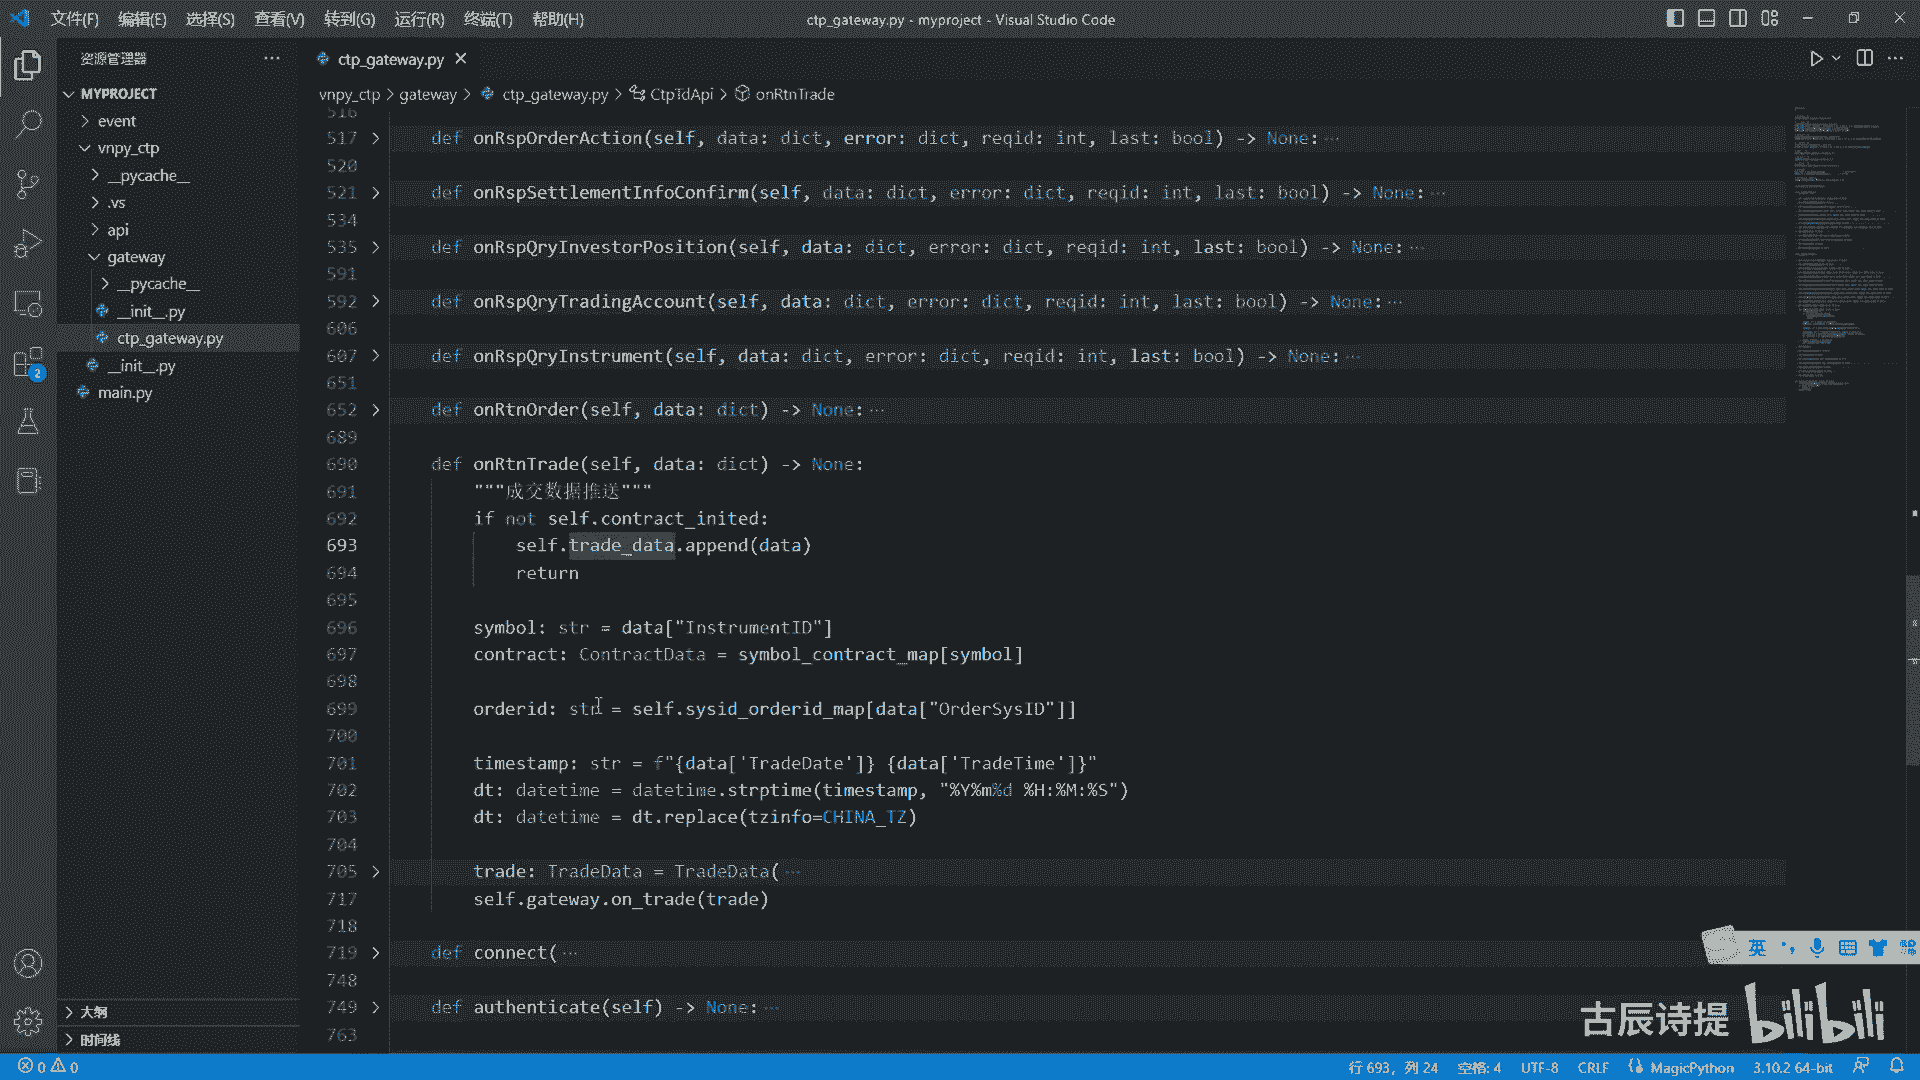 文件(F) 编辑(E) 选择(S) 查看(V) 转到(G) 运行(R) 终端(T) 帮助(H) ctp_gateway.py - myproject - Visual Studio Code
资源管理器 ···
MYPROJECT
event
vnpy_ctp
__pycache__
.vs
api
gateway
__pycache__
__init__.py
ctp_gateway.py
__init__.py
main.py
大纲
时间线
2
ctp_gateway.py
vnpy_ctp > gateway > ctp_gateway.py > CtpTdApi > onRtnTrade
516
517 > def onRspOrderAction(self, data: dict, error: dict, reqid: int, last: bool) -> None: ···
520
521 > def onRspSettlementInfoConfirm(self, data: dict, error: dict, reqid: int, last: bool) -> None: ···
534
535 > def onRspQryInvestorPosition(self, data: dict, error: dict, reqid: int, last: bool) -> None: ···
591
592 > def onRspQryTradingAccount(self, data: dict, error: dict, reqid: int, last: bool) -> None: ···
606
607 > def onRspQryInstrument(self, data: dict, error: dict, reqid: int, last: bool) -> None: ···
651
652 > def onRtnOrder(self, data: dict) -> None: ···
689
690 def onRtnTrade(self, data: dict) -> None:
691 """成交数据推送"""
692 if not self.contract_inited:
693 self.trade_data.append(data)
694 return
695
696 symbol: str = data["InstrumentID"]
697 contract: ContractData = symbol_contract_map[symbol]
698
699 orderid: str = self.sysid_orderid_map[data["OrderSysID"]]
700
701 timestamp: str = f"{data['TradeDate']} {data['TradeTime']}"
702 dt: datetime = datetime.strptime(timestamp, "%Y%m%d %H:%M:%S")
703 dt: datetime = dt.replace(tzinfo=CHINA_TZ)
704
705 > trade: TradeData = TradeData( ···
717 self.gateway.on_trade(trade)
718
719 > def connect( ···
748
749 > def authenticate(self) -> None: ···
763
英
古辰诗提 bilibili
0 0 行 693，列 24 空格: 4 UTF-8 CRLF MagicPython 3.10.2 64-bit